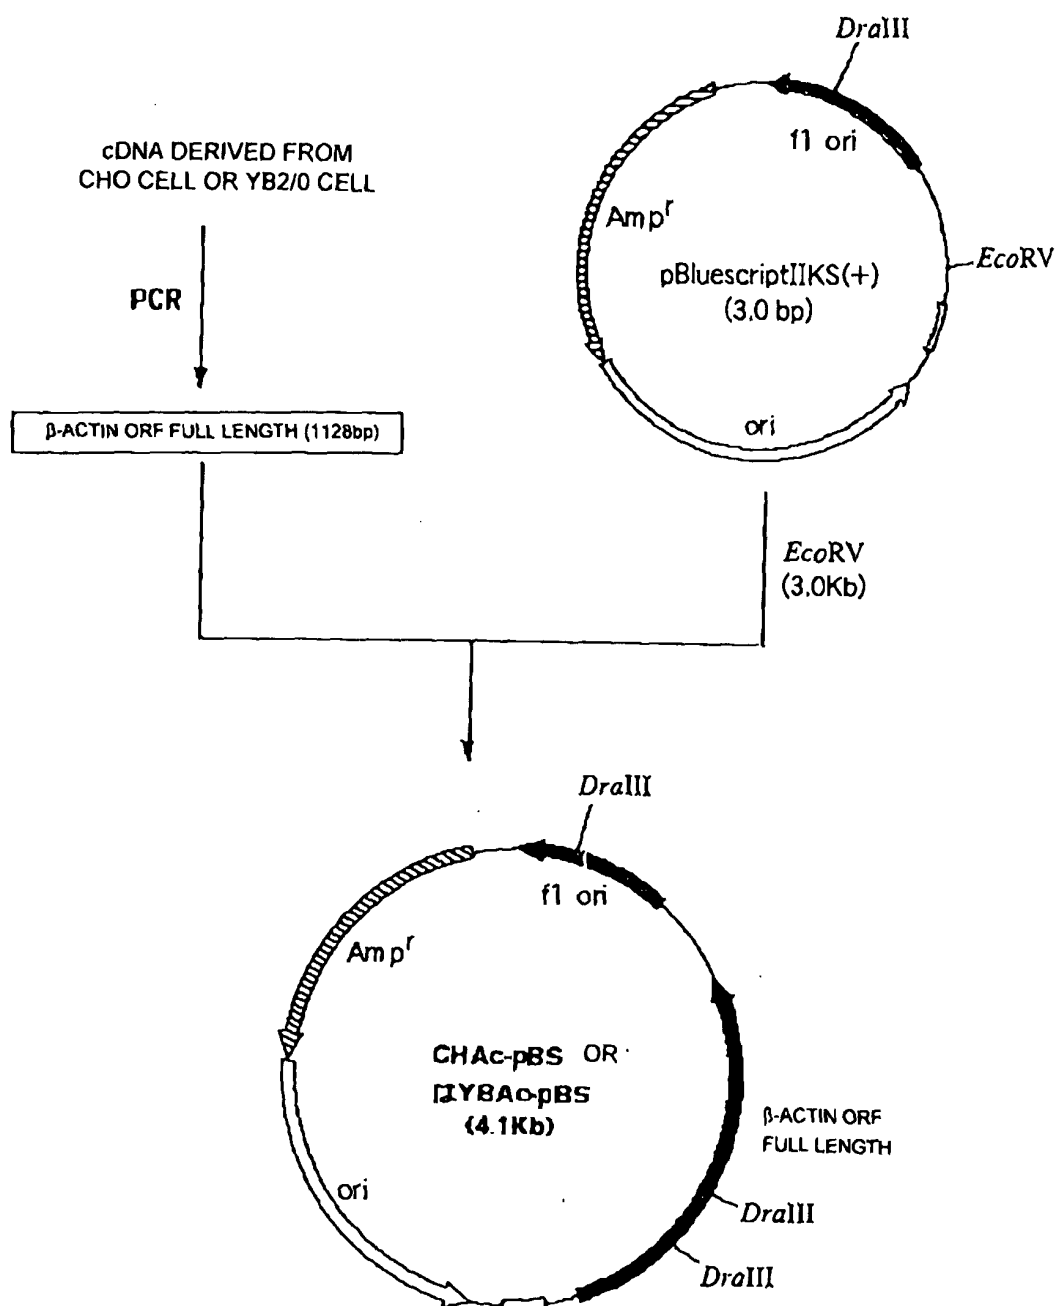 DraIII
cDNA DERIVED FROM
CHO CELL OR YB2/0 CELL
f1 ori
Ampʳ
EcoRV
PCR
pBluescriptIIKS(+)
(3.0 bp)
β-ACTIN ORF FULL LENGTH (1128bp)
ori
EcoRV
(3.0Kb)
DraIII
f1 ori
Ampʳ
CHAc-pBS OR
YBAc-pBS
(4.1Kb)
β-ACTIN ORF
FULL LENGTH
ori
DraIII
DraIII